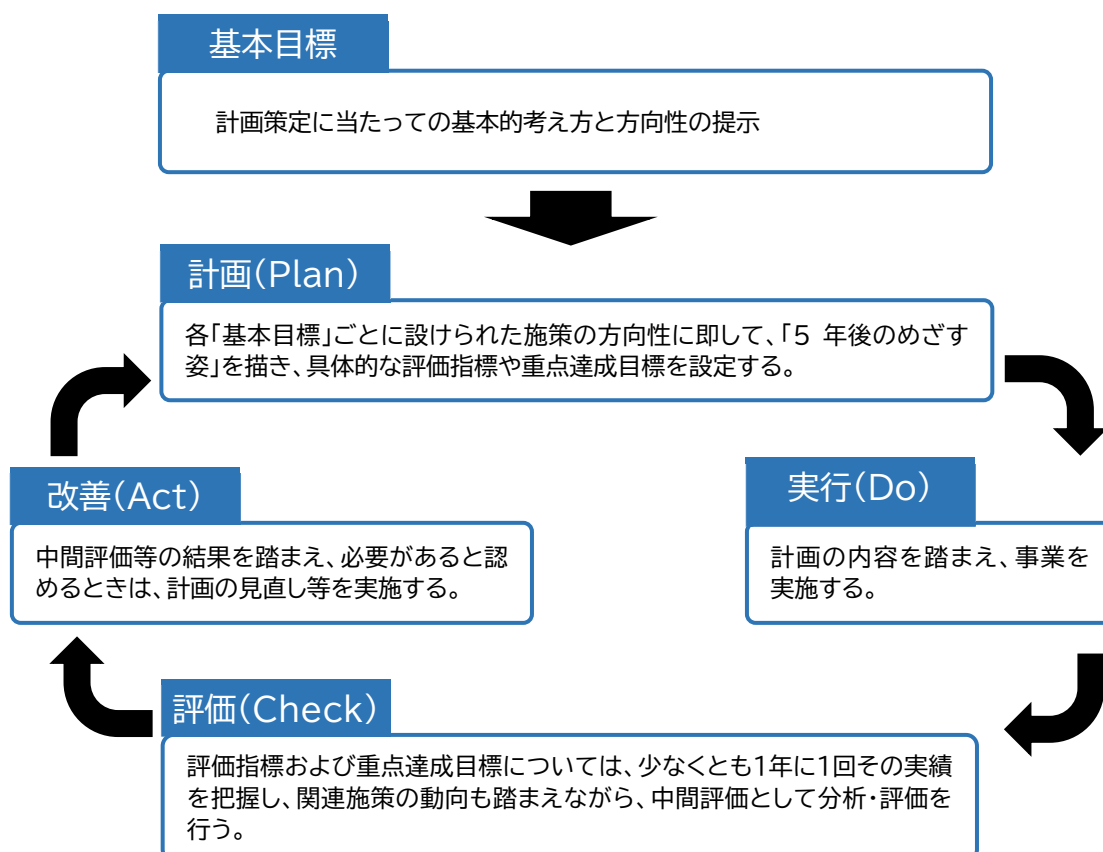 基本目標
計画策定に当たっての基本的考え方と方向性の提示
計画(Plan)
各「基本目標」ごとに設けられた施策の方向性に即して、「5 年後のめざす
姿」を描き、具体的な評価指標や重点達成目標を設定する。
改善(Act)
中間評価等の結果を踏まえ、必要があると認
めるときは、計画の見直し等を実施する。
実行(Do)
計画の内容を踏まえ、事業を
実施する。
評価(Check)
評価指標および重点達成目標については、少なくとも1年に1回その実績
を把握し、関連施策の動向も踏まえながら、中間評価として分析・評価を
行う。